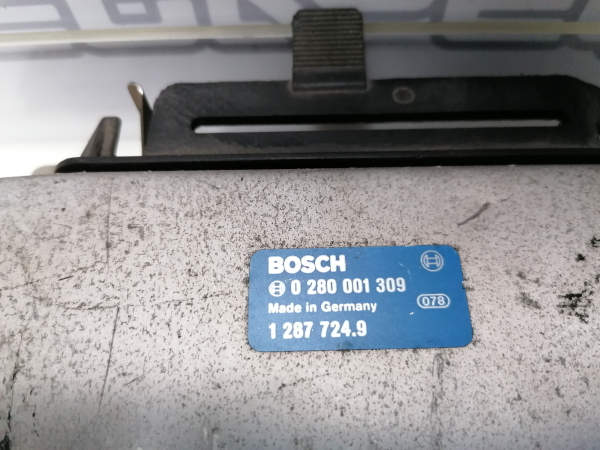 BOSCH
0 280 001 309
Made in Germany 078
1 287 724.9